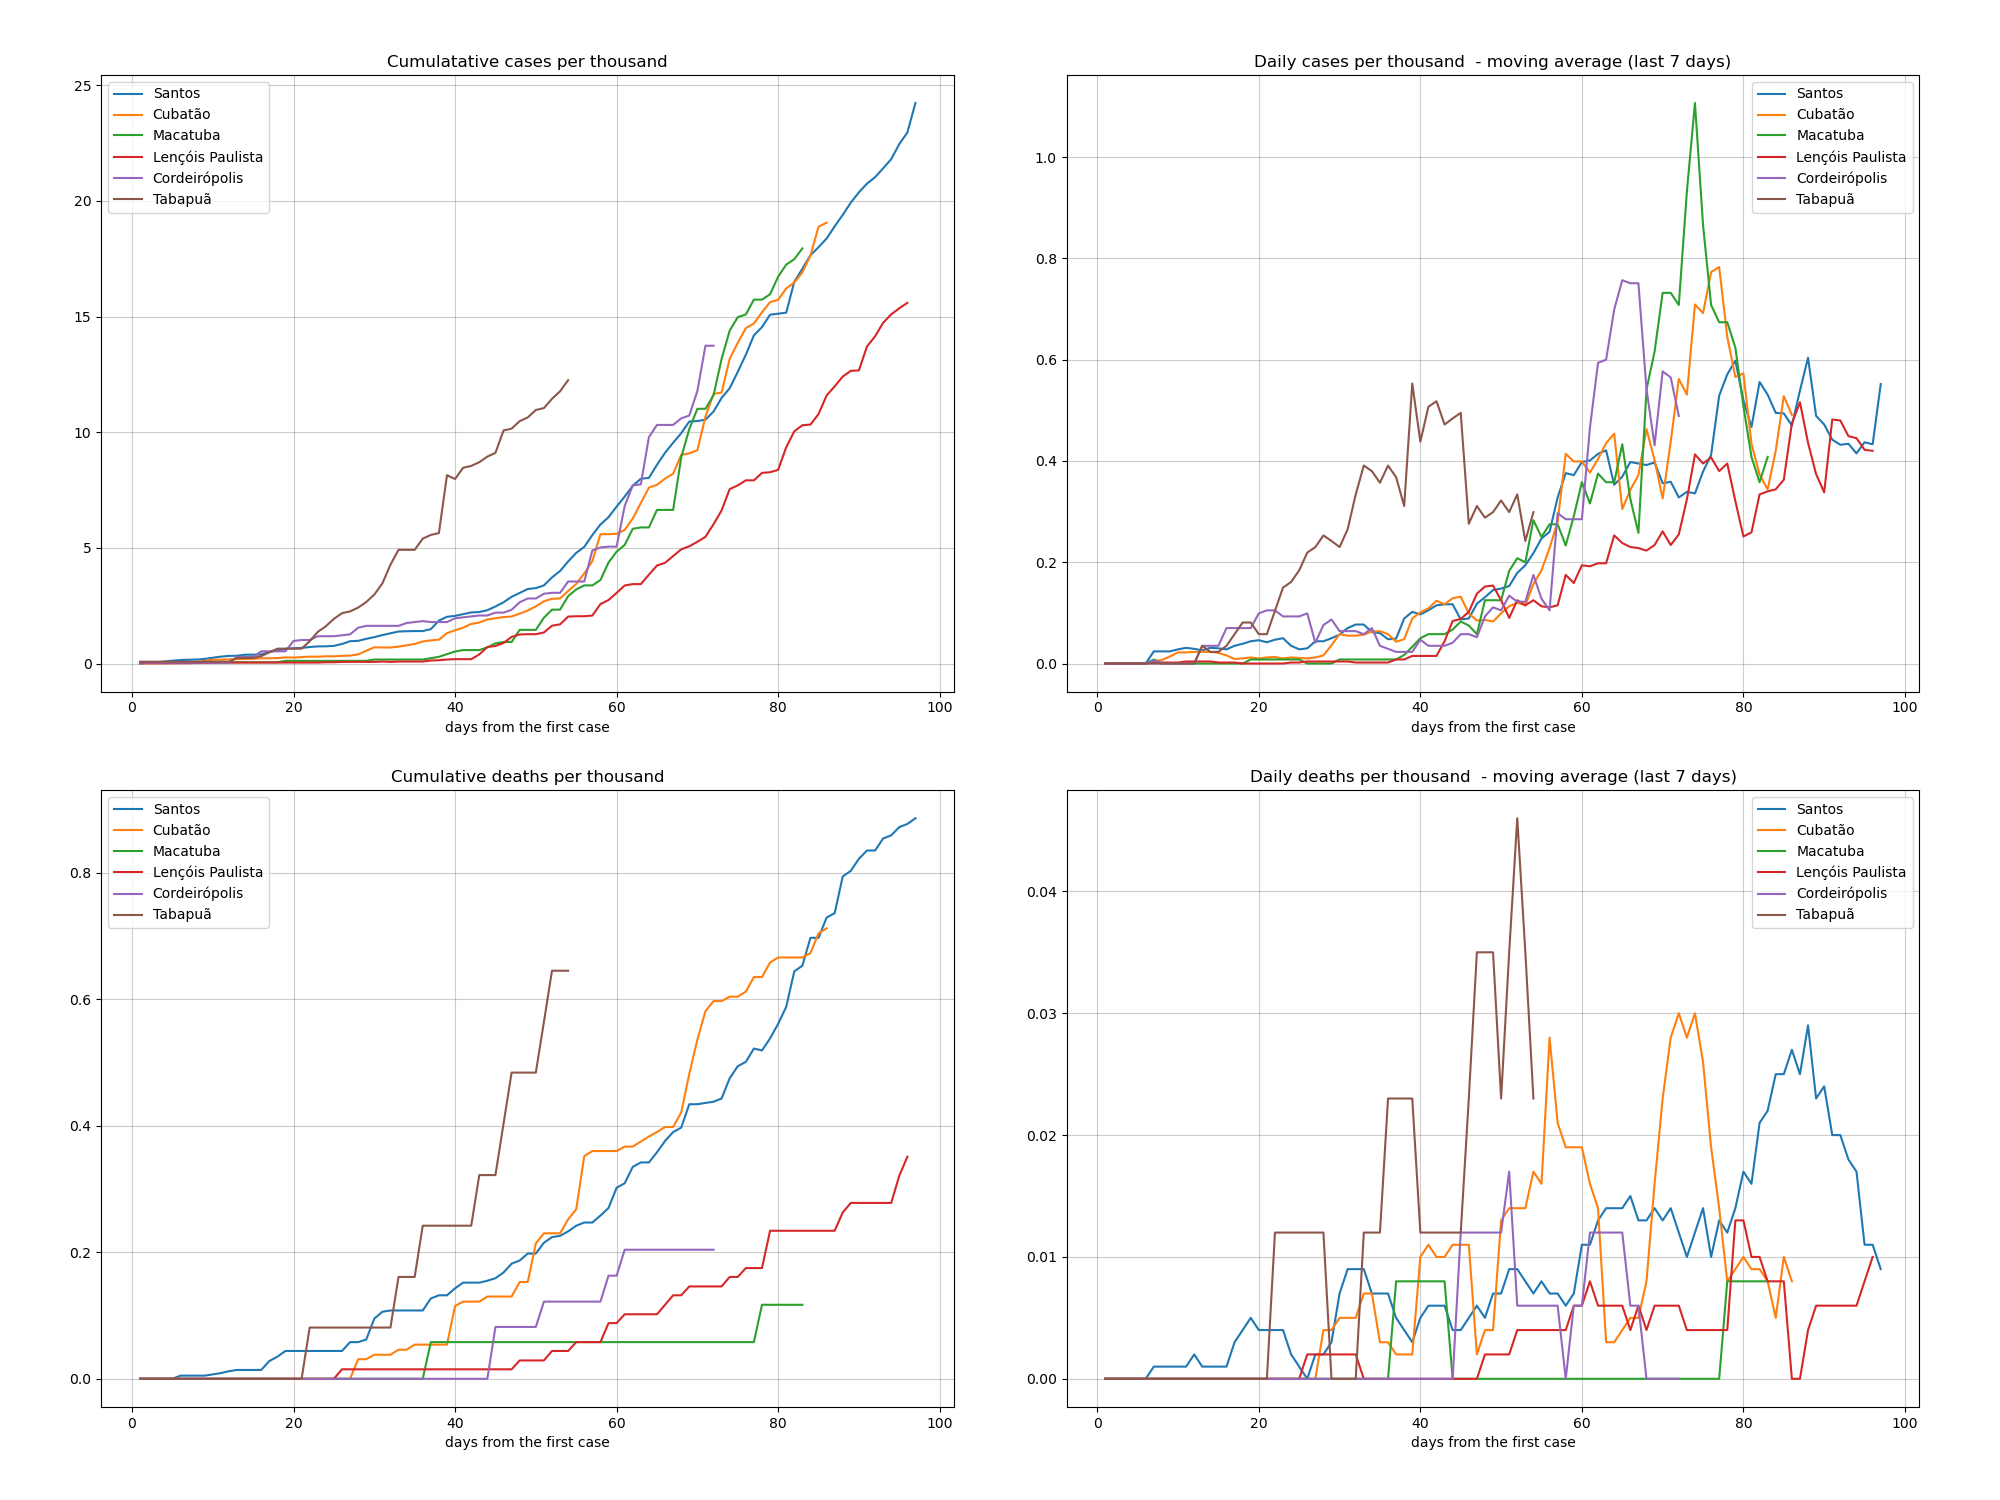 Cumulatative cases per thousand
25
20
15
10
5
0
Santos
Cubatão
Macatuba
Lençóis Paulista
Cordeirópolis
Tabapuã
0 20 40 60 80 100
days from the first case
Daily cases per thousand - moving average (last 7 days)
1.0
0.8
0.6
0.4
0.2
0.0
Santos
Cubatão
Macatuba
Lençóis Paulista
Cordeirópolis
Tabapuã
0 20 40 60 80 100
days from the first case
Cumulative deaths per thousand
0.8
0.6
0.4
0.2
0.0
Santos
Cubatão
Macatuba
Lençóis Paulista
Cordeirópolis
Tabapuã
0 20 40 60 80 100
days from the first case
Daily deaths per thousand - moving average (last 7 days)
0.04
0.03
0.02
0.01
0.00
Santos
Cubatão
Macatuba
Lençóis Paulista
Cordeirópolis
Tabapuã
0 20 40 60 80 100
days from the first case